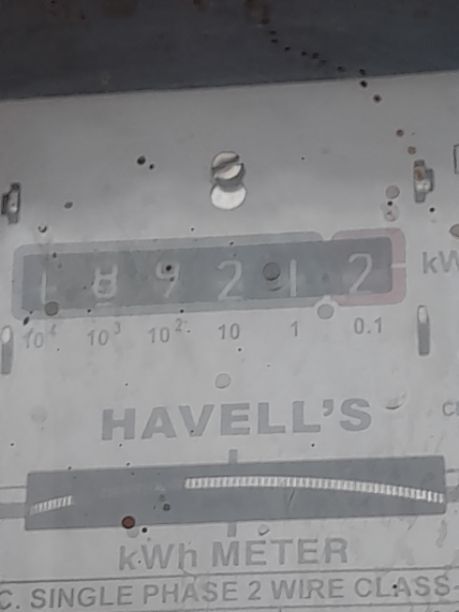 1 8 9 2 1 2
kW
10⁴ 10³ 10² 10 1 0.1
HAVELL'S
kWh METER
C. SINGLE PHASE 2 WIRE CLASS-